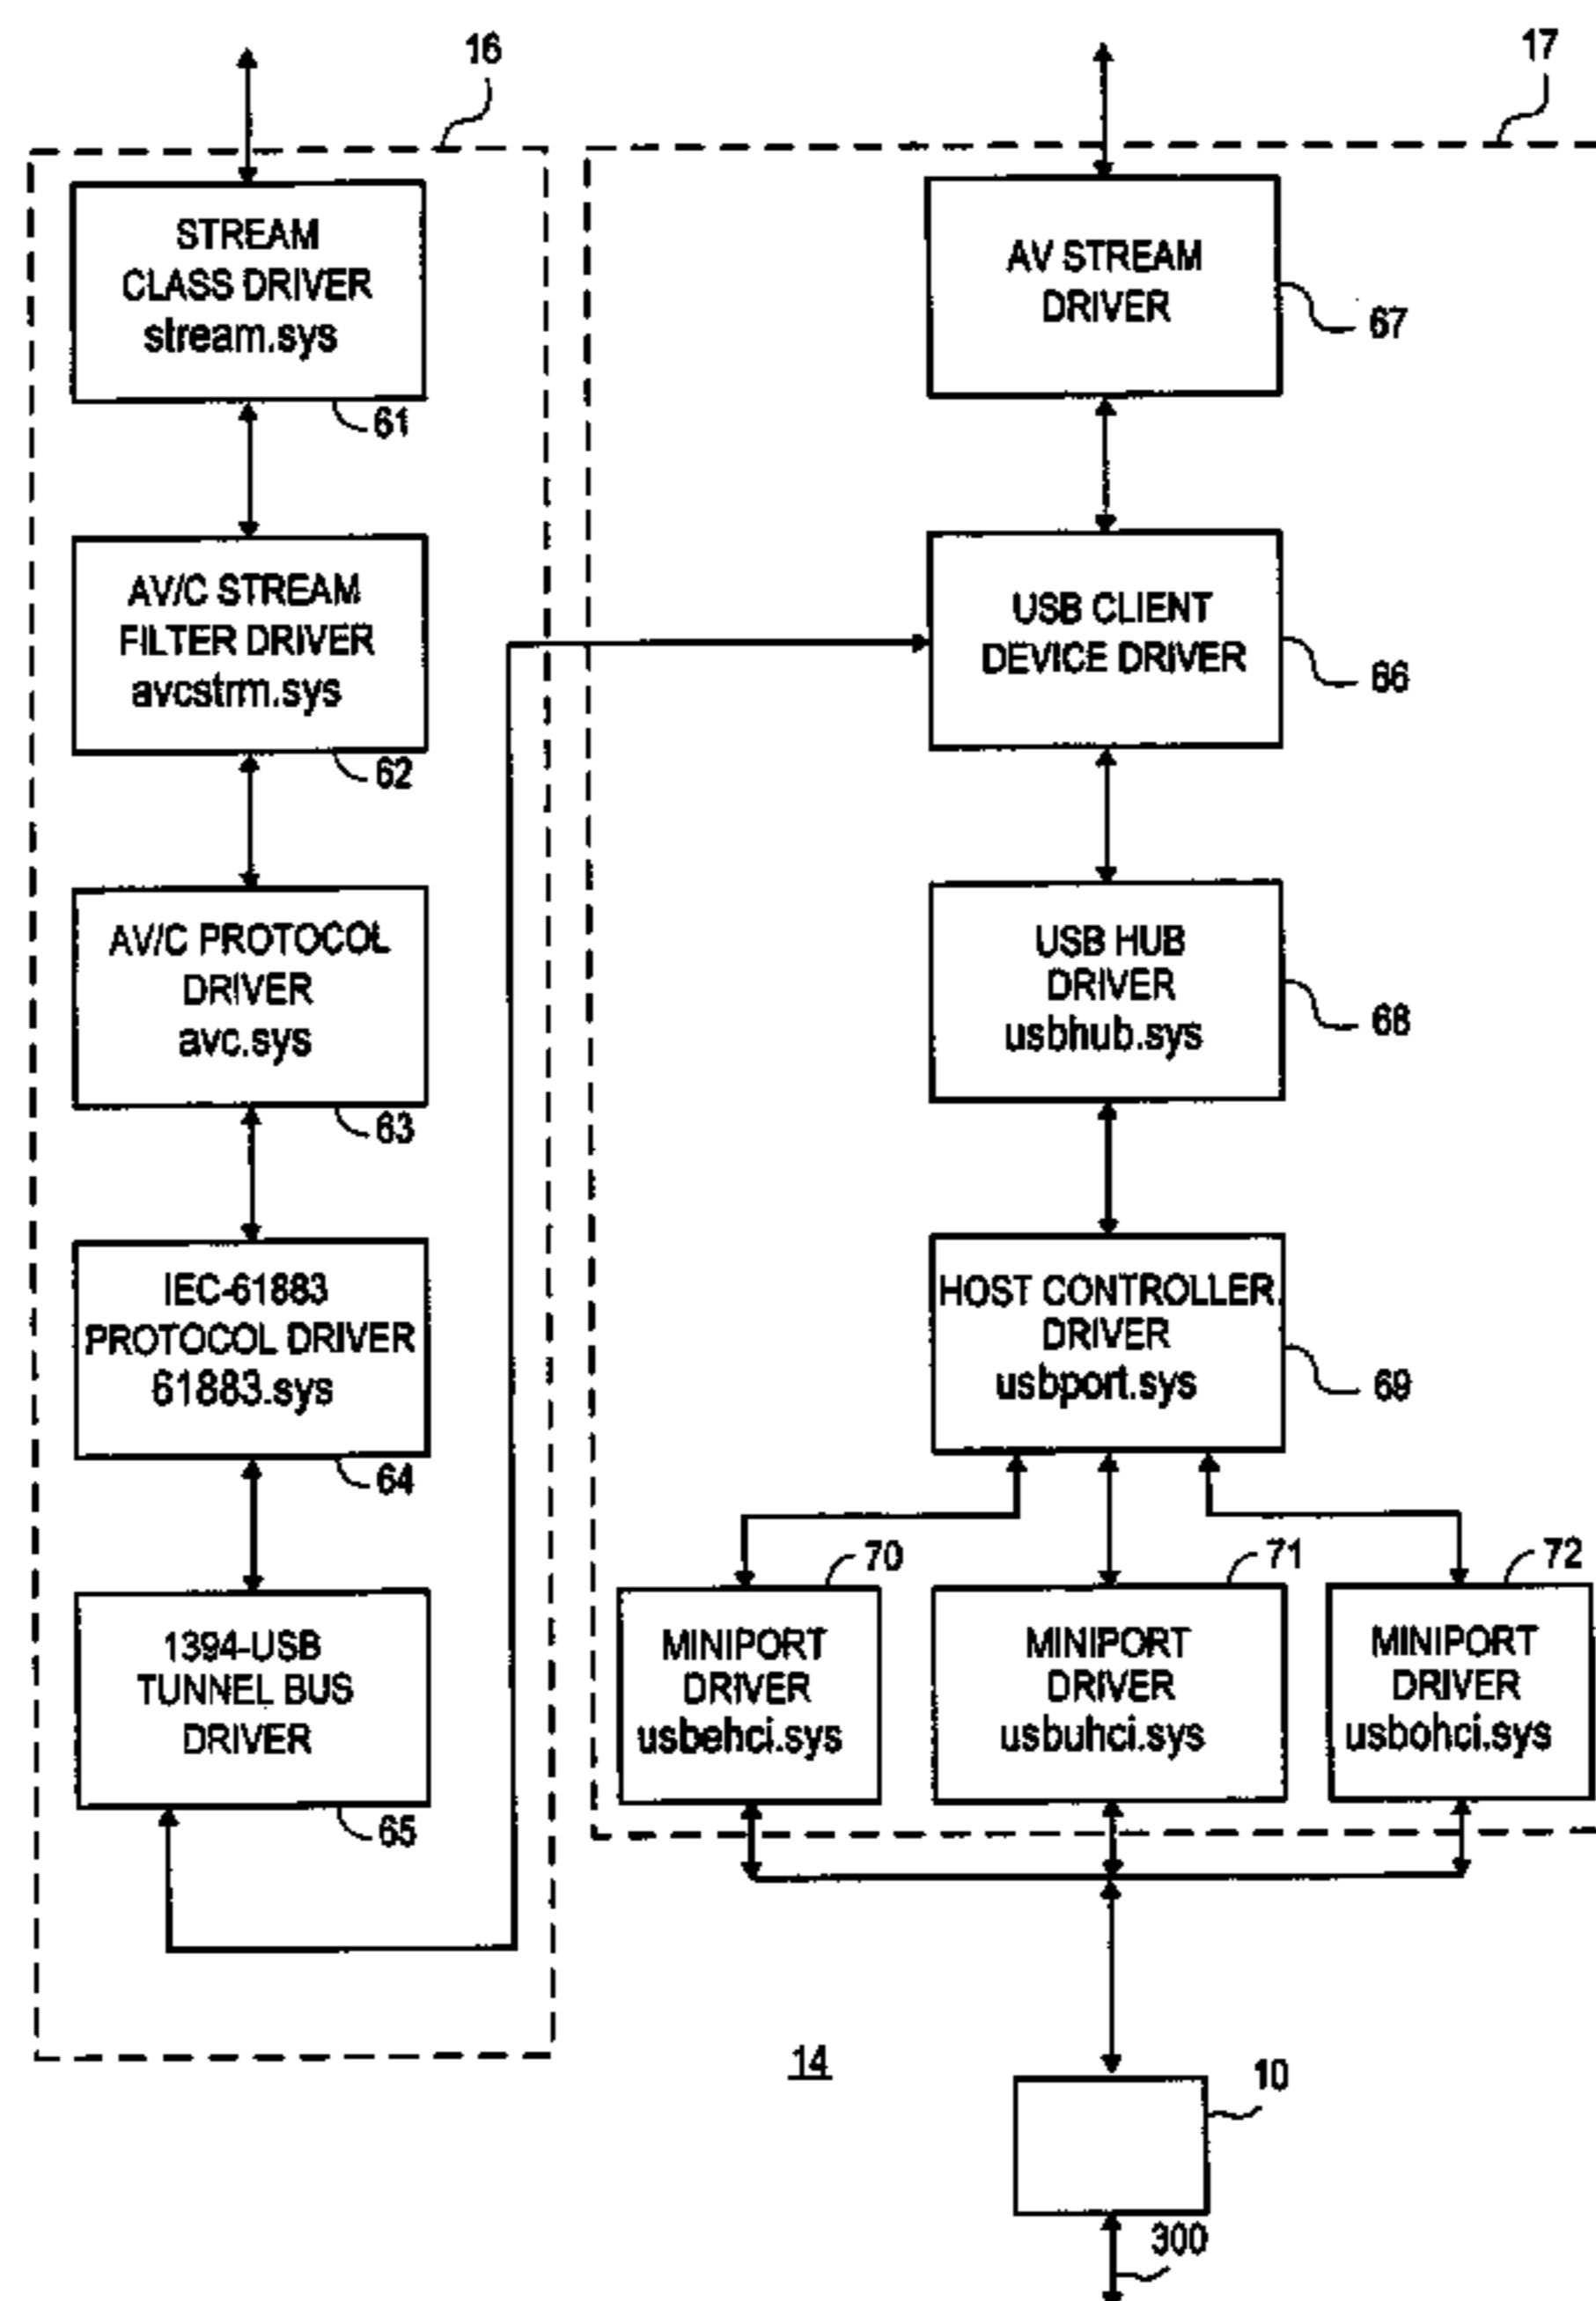 16
17
STREAM
CLASS DRIVER
stream.sys
61
AV STREAM
DRIVER
67
AV/C STREAM
FILTER DRIVER
avcstrm.sys
62
USB CLIENT
DEVICE DRIVER
66
AV/C PROTOCOL
DRIVER
avc.sys
63
USB HUB
DRIVER
usbhub.sys
68
IEC-61883
PROTOCOL DRIVER
61883.sys
64
HOST CONTROLLER
DRIVER
usbport.sys
69
1394-USB
TUNNEL BUS
DRIVER
65
70
MINIPORT
DRIVER
usbehci.sys
71
MINIPORT
DRIVER
usbuhci.sys
72
MINIPORT
DRIVER
usbohci.sys
14
10
300